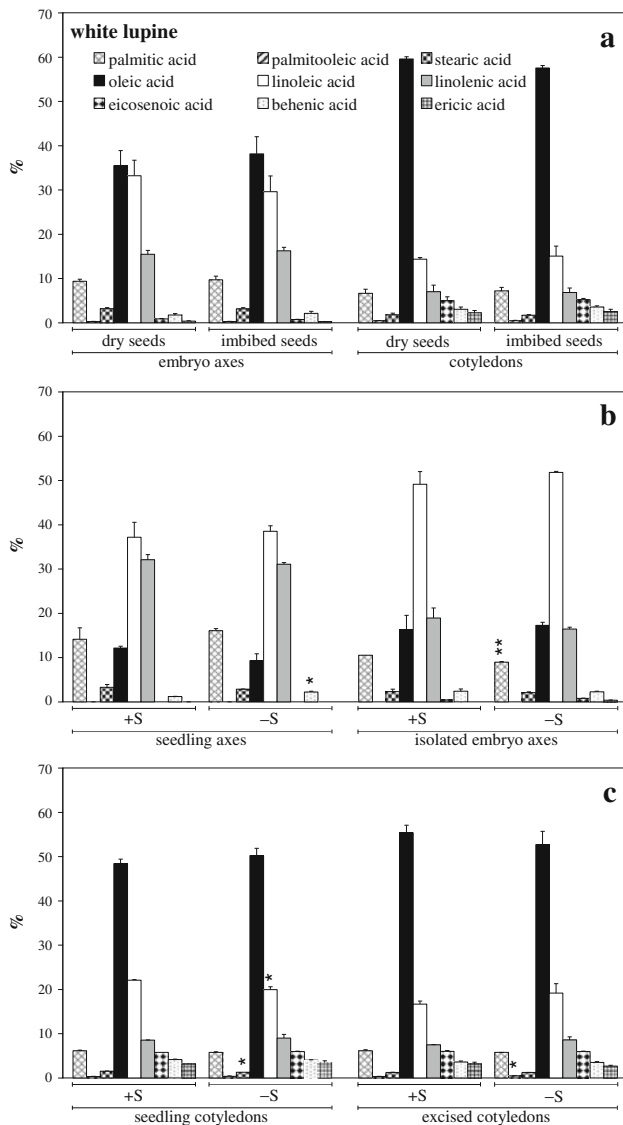 white lupine
a
palmitic acid palmitooleic acid stearic acid
oleic acid linoleic acid linolenic acid
eicosenoic acid behenic acid ericic acid
70
60
50
40
30
20
10
0
%
dry seeds imbibed seeds dry seeds imbibed seeds
embryo axes cotyledons
b
70
60
50
40
30
20
10
0
%
*
**
+S –S +S –S
seedling axes isolated embryo axes
c
70
60
50
40
30
20
10
0
%
*
* *
+S –S +S –S
seedling cotyledons excised cotyledons